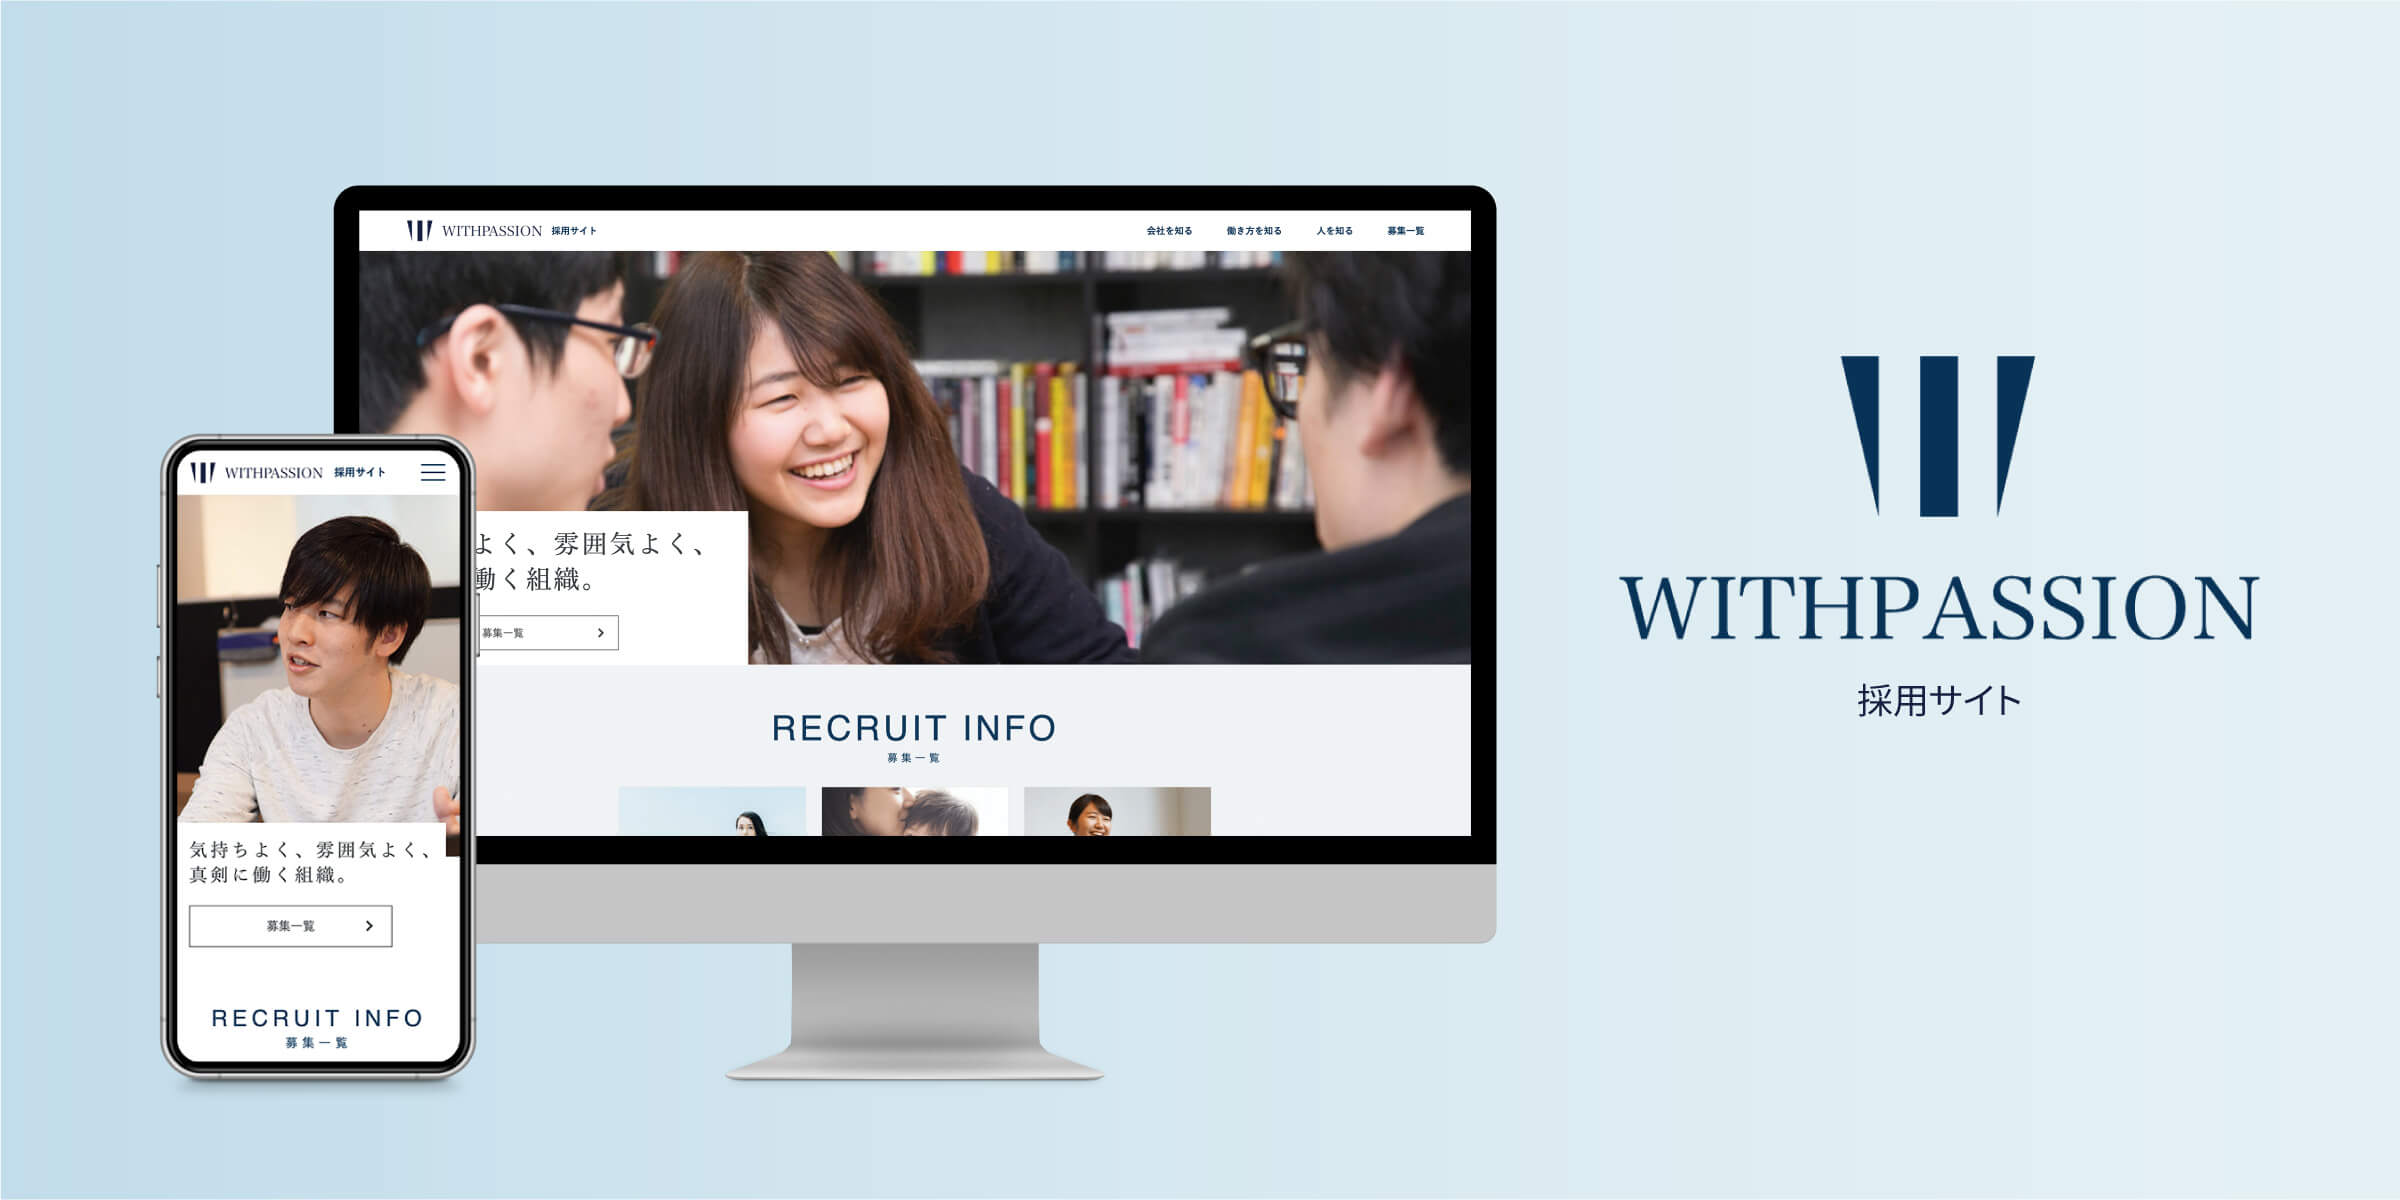 WITHPASSION 採用サイト
会社を知る 働き方を知る 人を知る 募集一覧
よく、雰囲気よく、
働く組織。
募集一覧
RECRUIT INFO
募集一覧
WITHPASSION 採用サイト
気持ちよく、雰囲気よく、
真剣に働く組織。
募集一覧
RECRUIT INFO
募集一覧
WITHPASSION
採用サイト